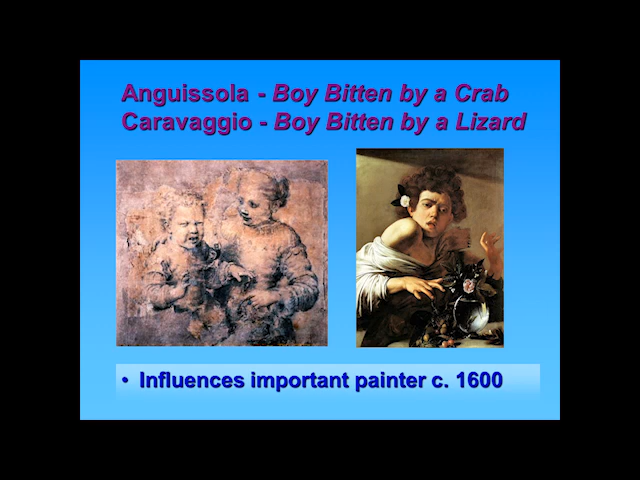 Anguissola - Boy Bitten by a Crab
Caravaggio - Boy Bitten by a Lizard
• Influences important painter c. 1600